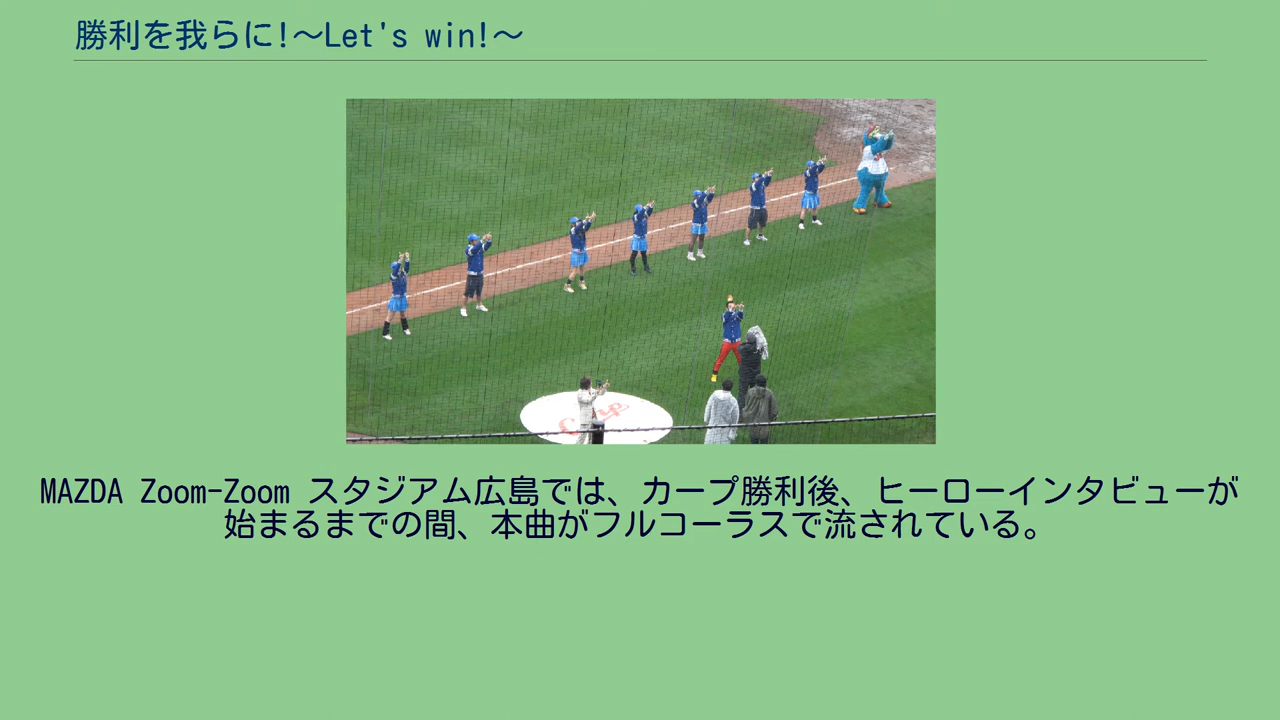 勝利を我らに!～Let's win!～
Carp
MAZDA Zoom-Zoom スタジアム広島では、カープ勝利後、ヒーローインタビューが
始まるまでの間、本曲がフルコーラスで流されている。